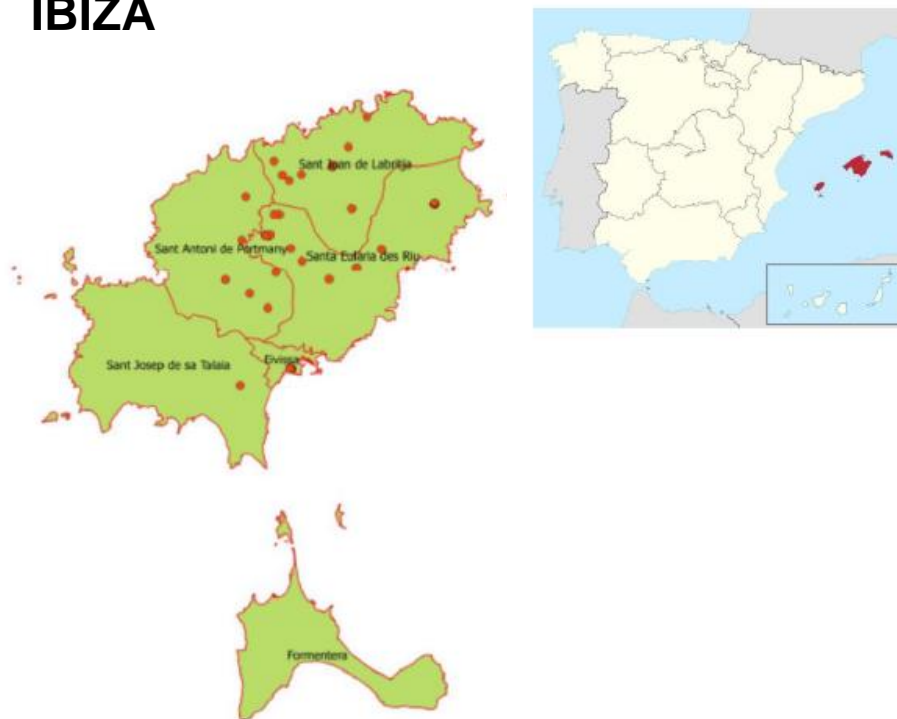 IBIZA
Sant Joan de Labritja
Sant Antoni de Portmany
Santa Eulària des Riu
Sant Josep de sa Talaia
Eivissa
Formentera